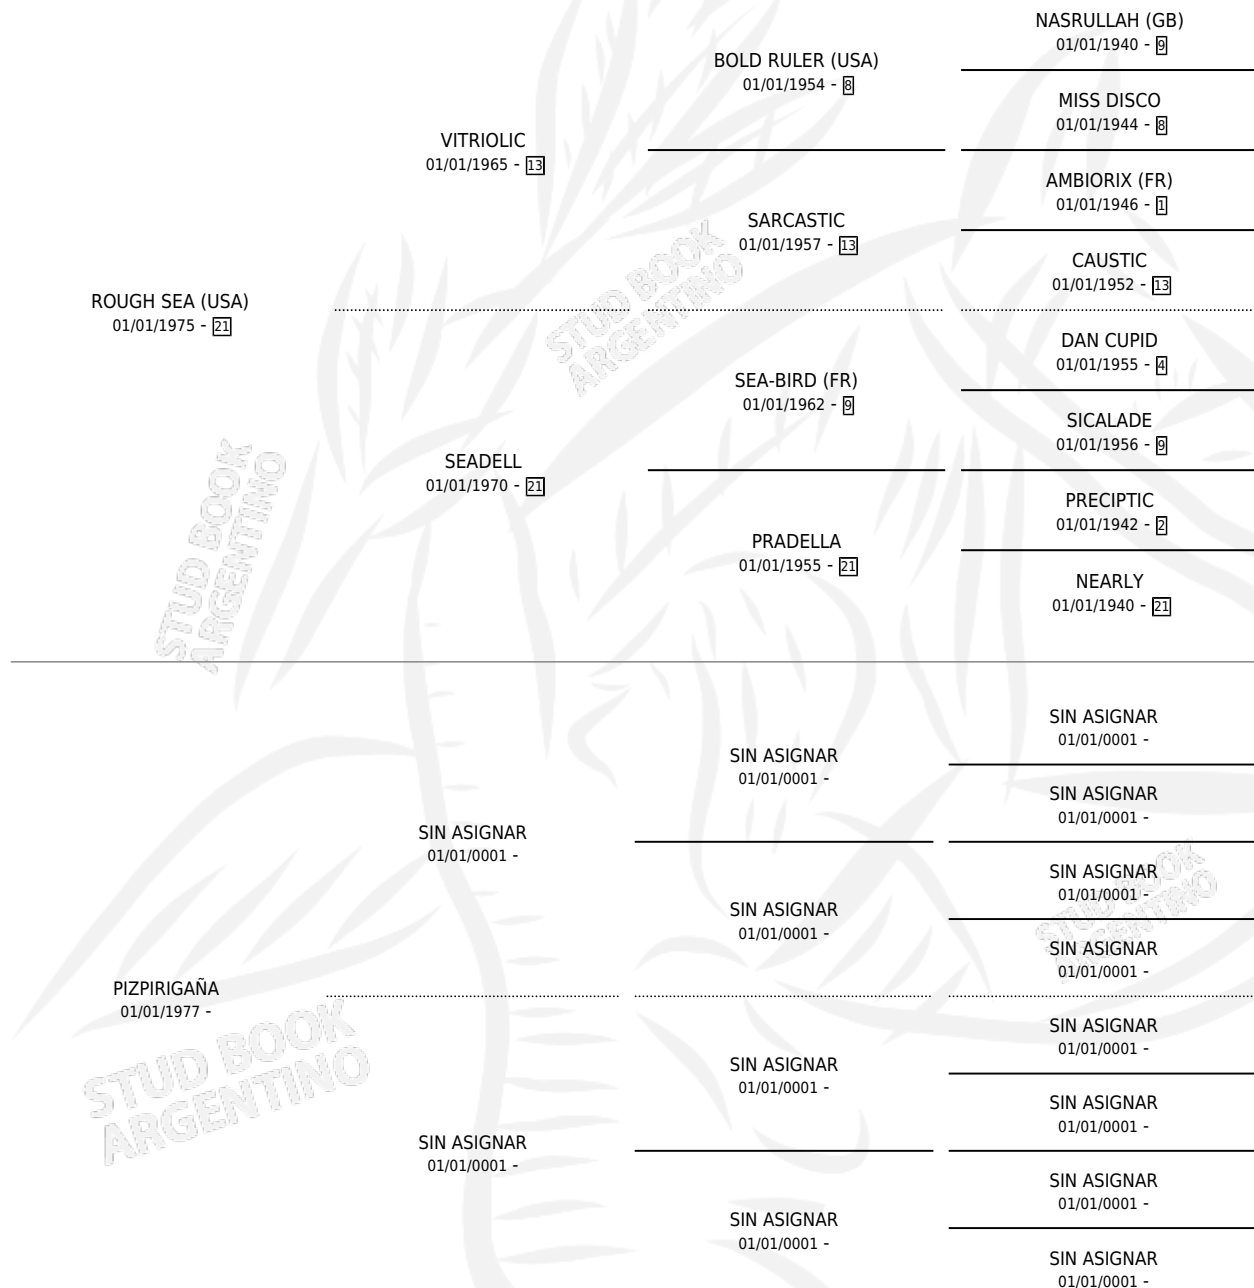 NASRULLAH (GB)
01/01/1940 - 9
BOLD RULER (USA)
01/01/1954 - 8
MISS DISCO
01/01/1944 - 8
VITRIOLIC
01/01/1965 - 13
AMBIORIX (FR)
01/01/1946 - 1
SARCASTIC
01/01/1957 - 13
CAUSTIC
01/01/1952 - 13
ROUGH SEA (USA)
01/01/1975 - 21
DAN CUPID
01/01/1955 - 4
SEA-BIRD (FR)
01/01/1962 - 9
SICALADE
01/01/1956 - 9
SEADELL
01/01/1970 - 21
PRECIPTIC
01/01/1942 - 2
PRADELLA
01/01/1955 - 21
NEARLY
01/01/1940 - 21
SIN ASIGNAR
01/01/0001 -
SIN ASIGNAR
01/01/0001 -
SIN ASIGNAR
01/01/0001 -
SIN ASIGNAR
01/01/0001 -
SIN ASIGNAR
01/01/0001 -
SIN ASIGNAR
01/01/0001 -
SIN ASIGNAR
01/01/0001 -
PIZPIRIGAÑA
01/01/1977 -
SIN ASIGNAR
01/01/0001 -
SIN ASIGNAR
01/01/0001 -
SIN ASIGNAR
01/01/0001 -
SIN ASIGNAR
01/01/0001 -
SIN ASIGNAR
01/01/0001 -
SIN ASIGNAR
01/01/0001 -
SIN ASIGNAR
01/01/0001 -
STUD BOOK
ARGENTINO
STUD BOOK
ARGENTINO
STUD BOOK
ARGENTINO
STUD BOOK
ARGENTINO